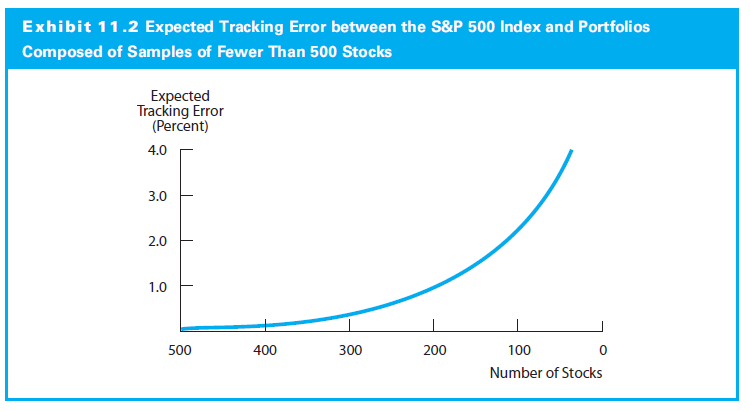 Exhibit 11.2 Expected Tracking Error between the S&P 500 Index and Portfolios
Composed of Samples of Fewer Than 500 Stocks
Expected
Tracking Error
(Percent)
4.0
3.0
2.0
1.0
500 400 300 200 100 0
Number of Stocks